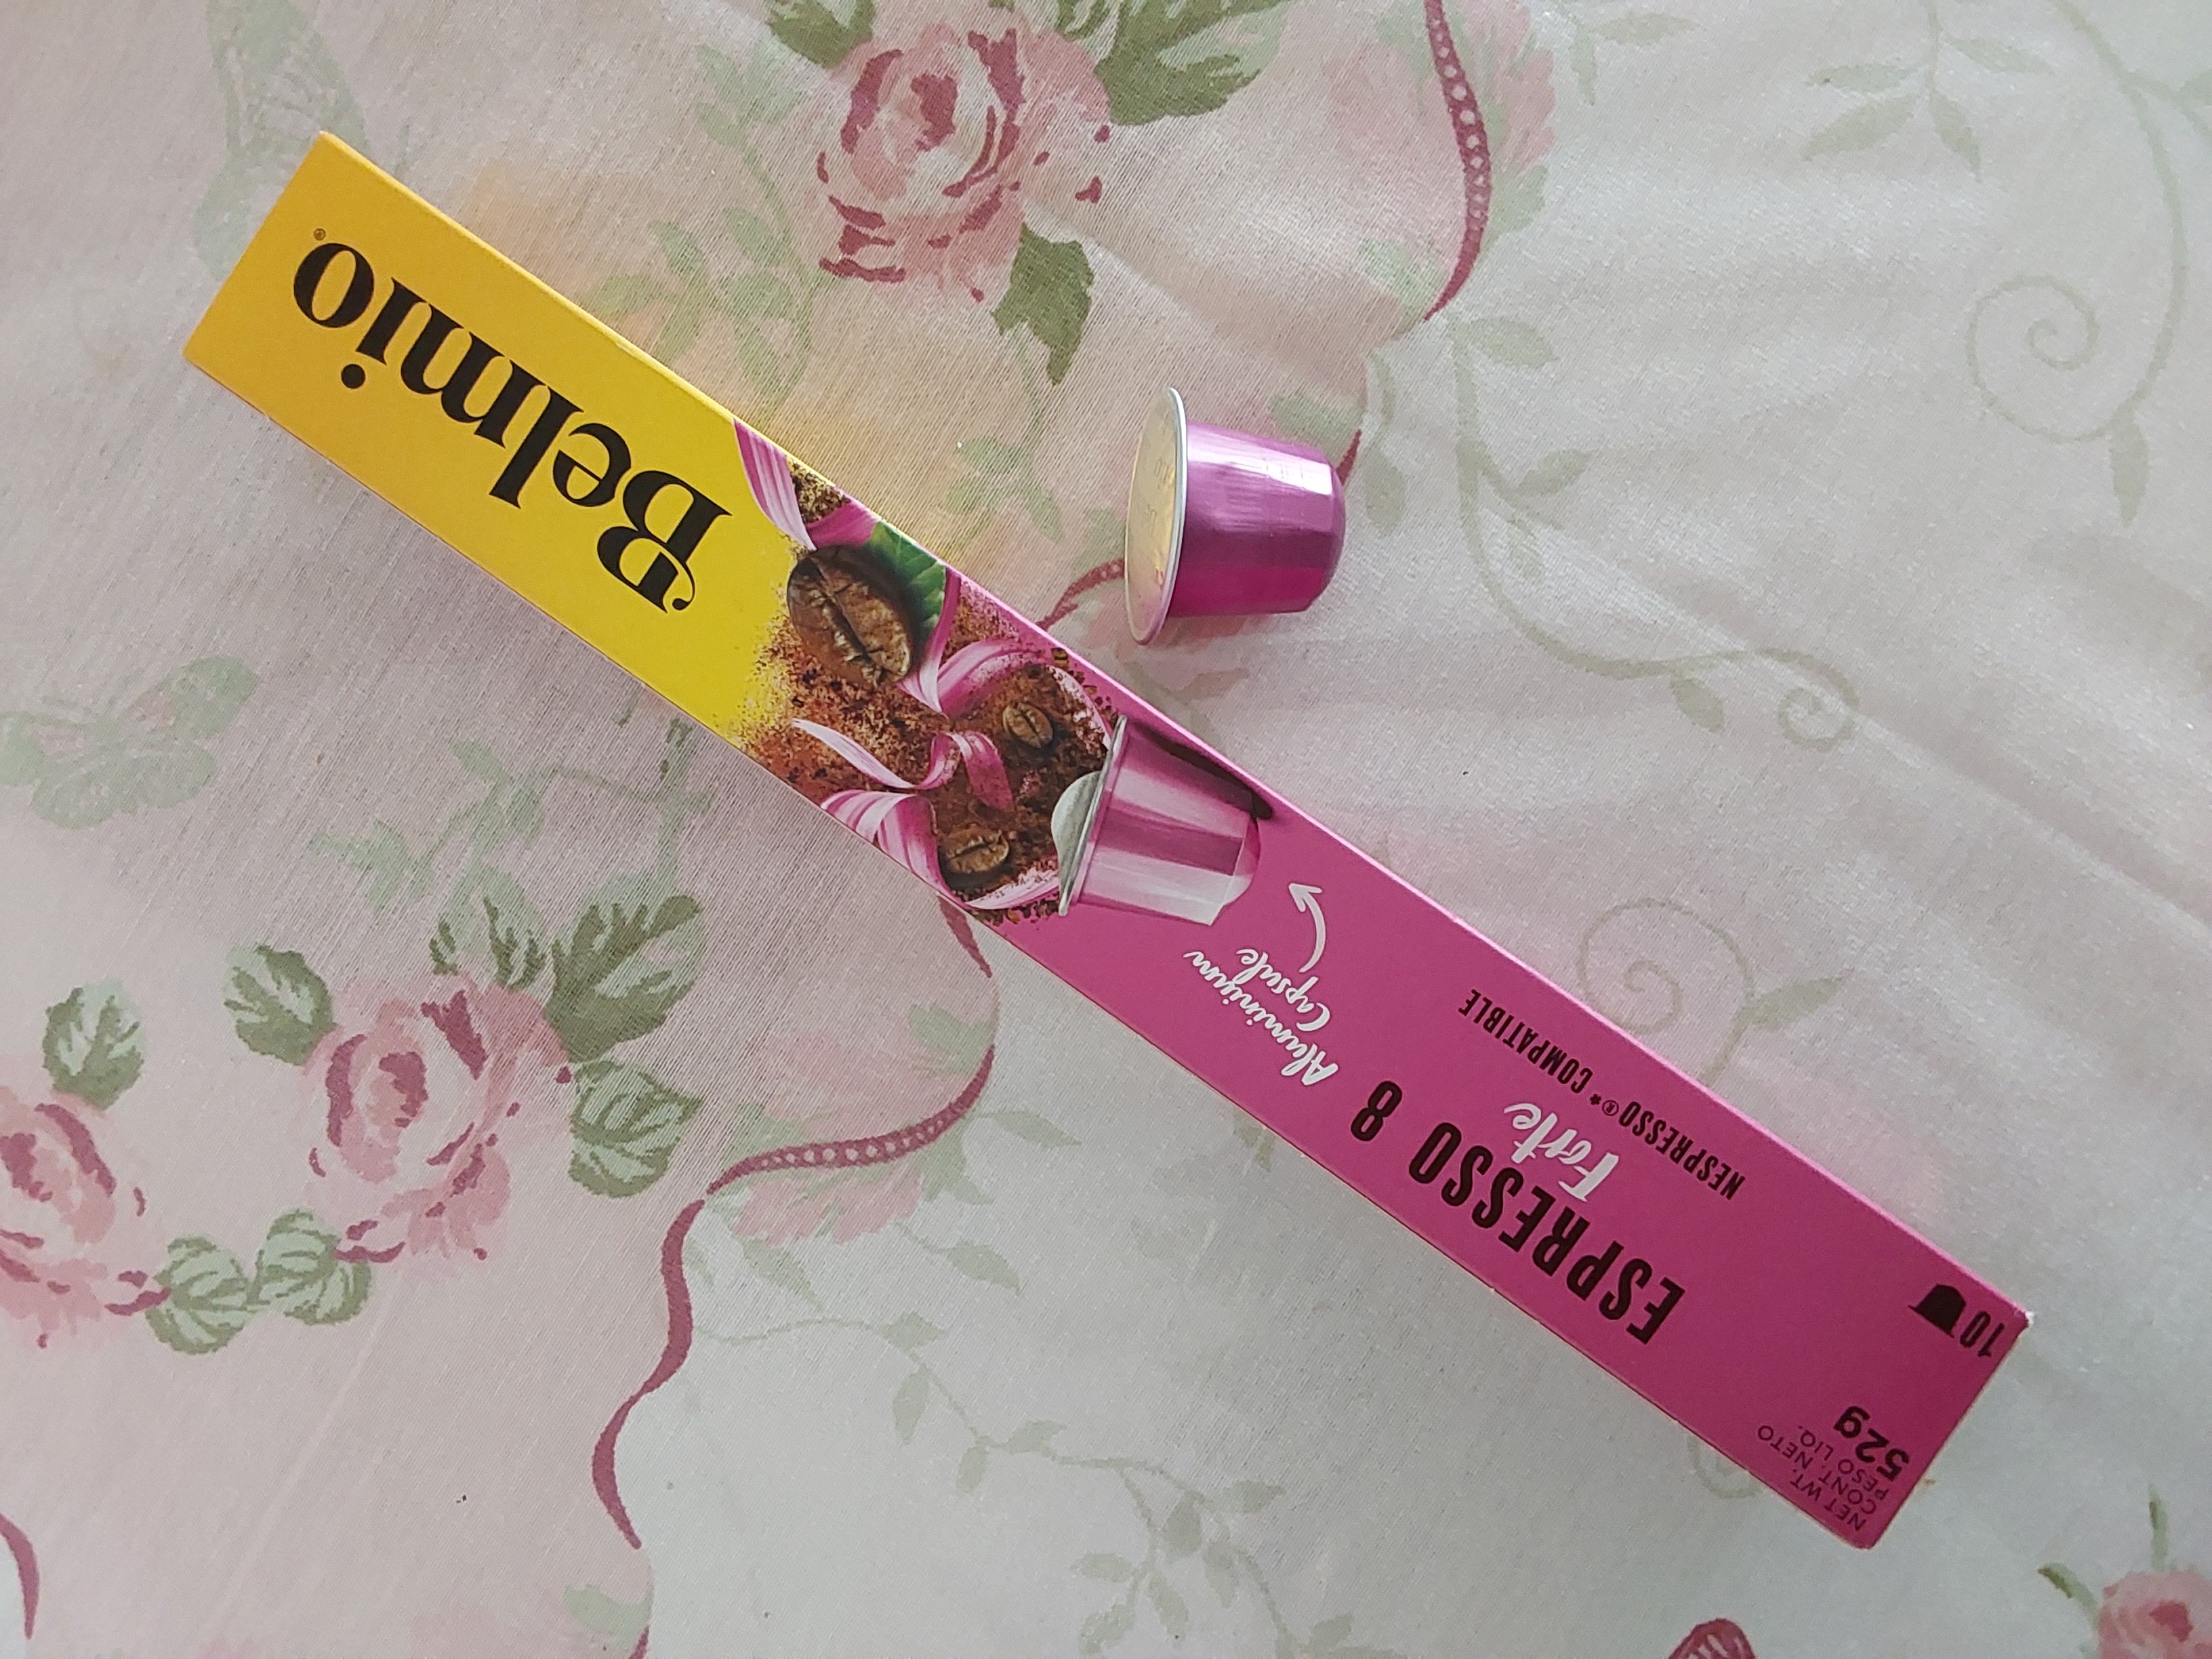 Belmio®
Aluminium
Capsule
ESPRESSO 8
Forte
NESPRESSO®* COMPATIBLE
10
NET WT.
CONT. NETO
PESO LIQ.
52g